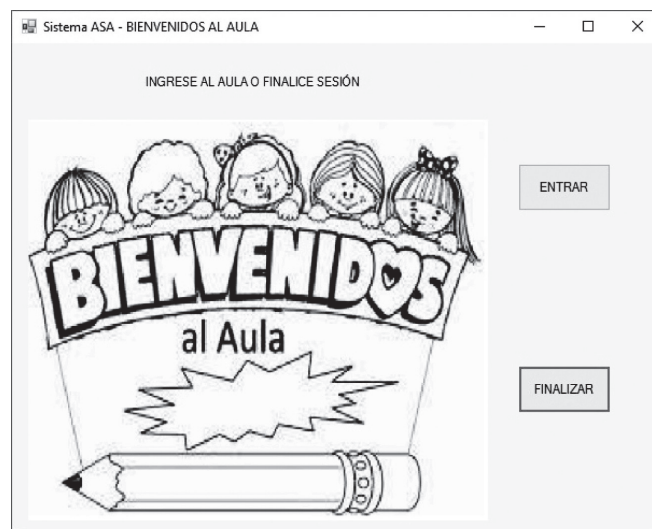 Sistema ASA - BIENVENIDOS AL AULA
INGRESE AL AULA O FINALICE SESIÓN
ENTRAR
BIENVENIDOS
al Aula
FINALIZAR